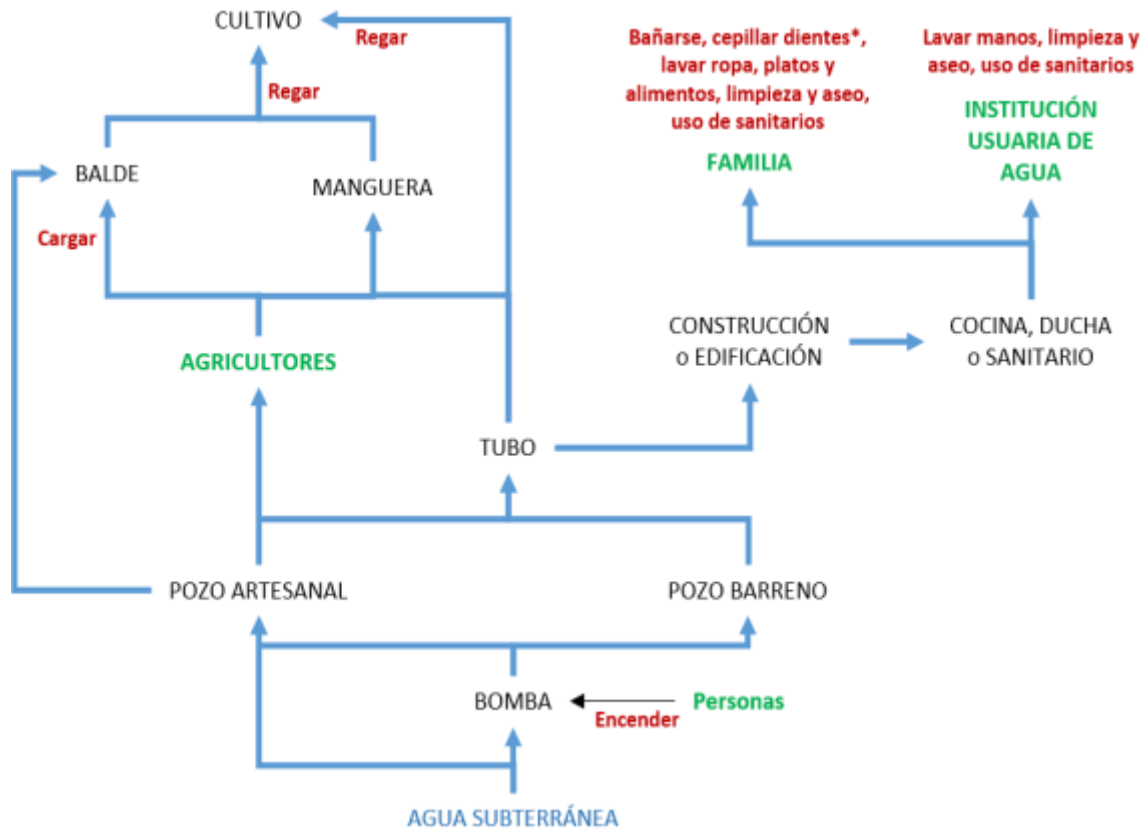 CULTIVO
Regar
Regar
Bañarse, cepillar dientes*,
lavar ropa, platos y
alimentos, limpieza y aseo,
uso de sanitarios
FAMILIA
Lavar manos, limpieza y
aseo, uso de sanitarios
INSTITUCIÓN
USUARIA DE
AGUA
BALDE
MANGUERA
Cargar
AGRICULTORES
CONSTRUCCIÓN
o EDIFICACIÓN
COCINA, DUCHA
o SANITARIO
TUBO
POZO ARTESANAL
POZO BARRENO
BOMBA
Encender
Personas
AGUA SUBTERRÁNEA